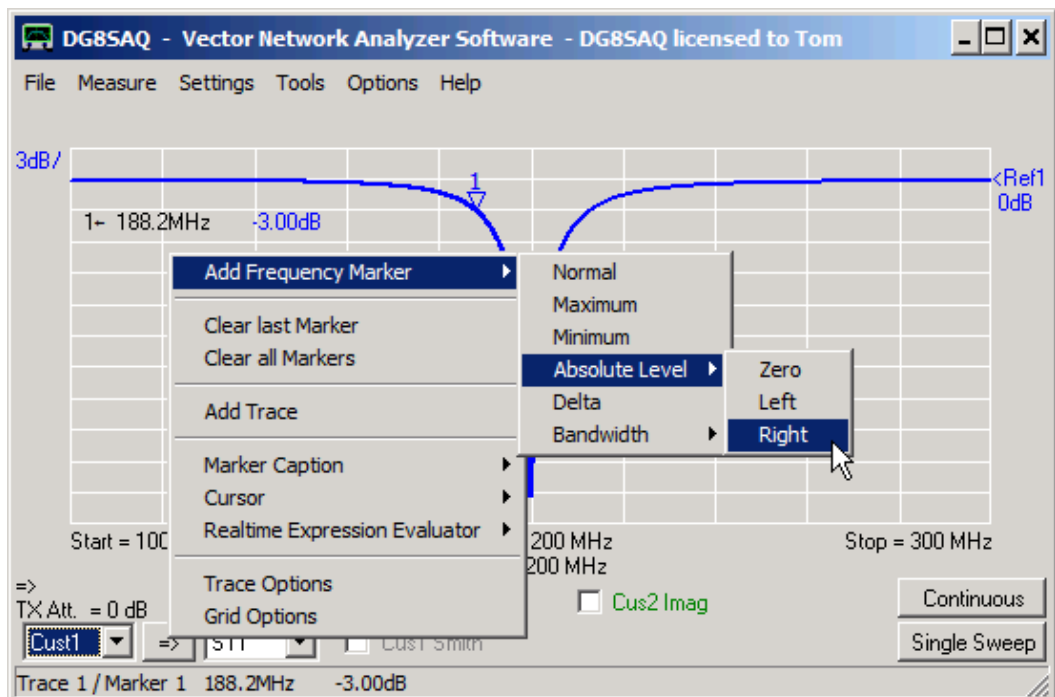 DG8SAQ - Vector Network Analyzer Software - DG8SAQ licensed to Tom
File Measure Settings Tools Options Help
3dB/
1
<Ref1
0dB
1← 188.2MHz -3.00dB
Add Frequency Marker
Clear last Marker
Clear all Markers
Add Trace
Marker Caption
Cursor
Realtime Expression Evaluator
Trace Options
Grid Options
Normal
Maximum
Minimum
Absolute Level
Delta
Bandwidth
Zero
Left
Right
Start = 100
200 MHz
Stop = 300 MHz
200 MHz
=>
TX Att. = 0 dB
Cus2 Imag
Continuous
Cust1
=>
S11
Cus1 Smith
Single Sweep
Trace 1 / Marker 1 188.2MHz -3.00dB